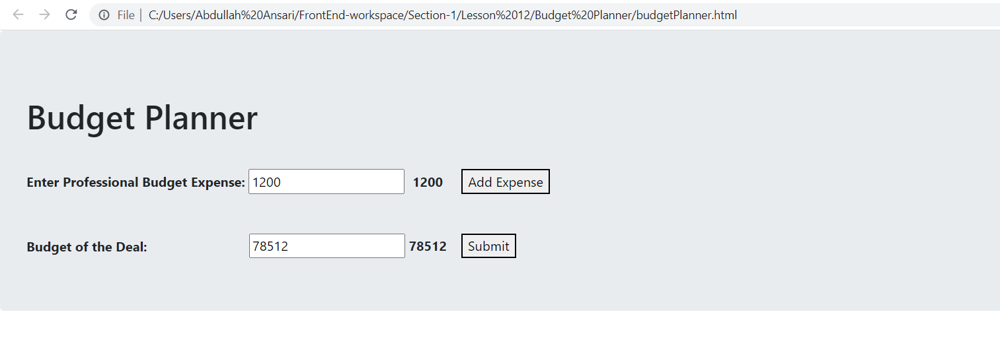 File | C:/Users/Abdullah%20Ansari/FrontEnd-workspace/Section-1/Lesson%2012/Budget%20Planner/budgetPlanner.html
Budget Planner
Enter Professional Budget Expense: 1200 1200 Add Expense
Budget of the Deal: 78512 78512 Submit